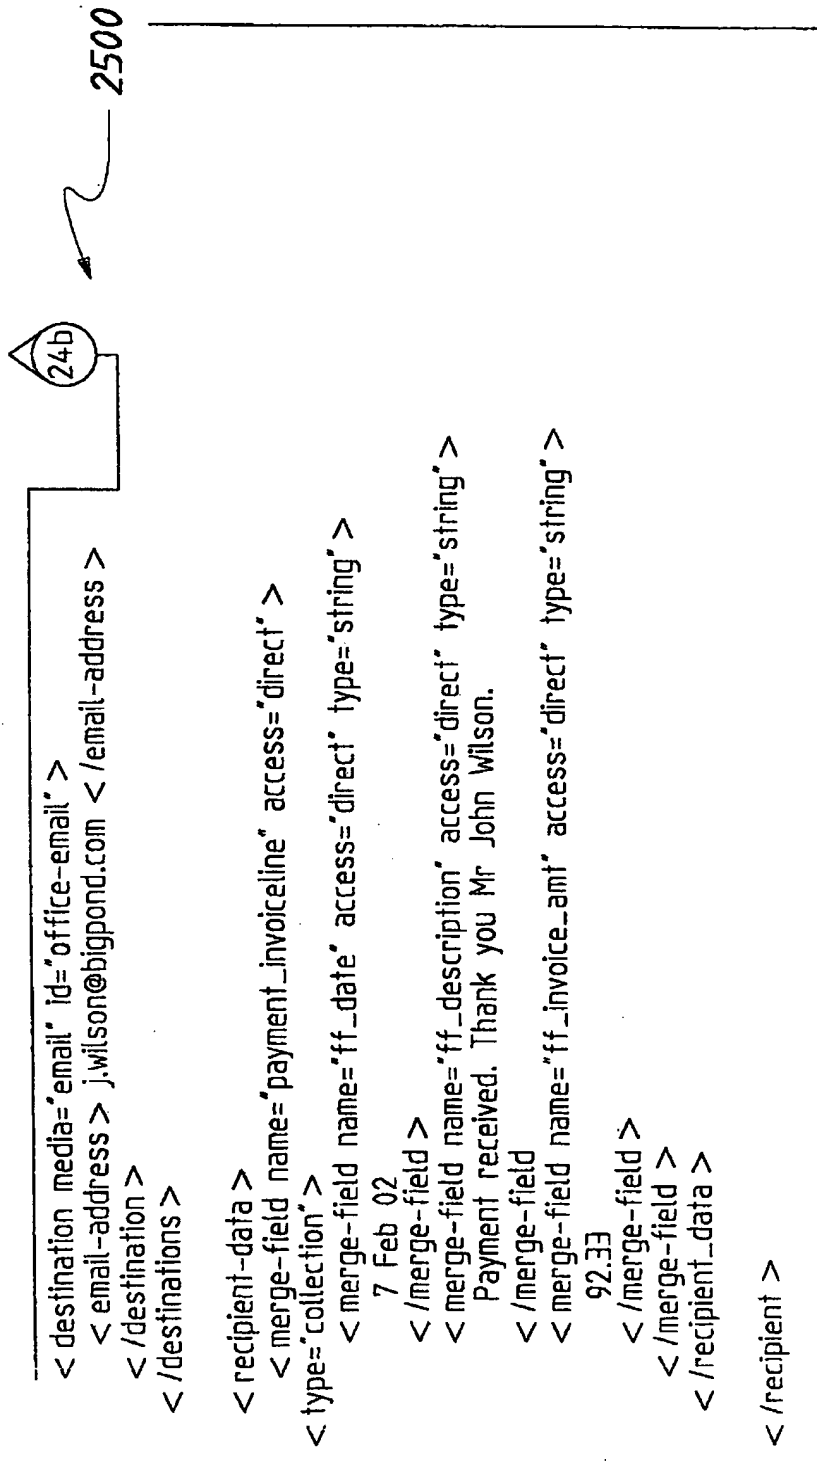 2500
24b
< destination media="email" id="office-email" >
< email-address > j.wilson@bigpond.com < /email-address >
< /destination >
< /destinations >
< recipient-data >
< merge-field name="payment_invoiceline" access="direct" >
< type="collection" >
< merge-field name="ff_date" access="direct" type="string" >
7 Feb 02
< /merge-field >
< merge-field name="ff_description" access="direct" type="string" >
Payment received. Thank you Mr John Wilson.
< /merge-field
< merge-field name="ff_invoice_amt" access="direct" type="string" >
92.33
< /merge-field >
< /merge-field >
< /recipient_data >
< /recipient >